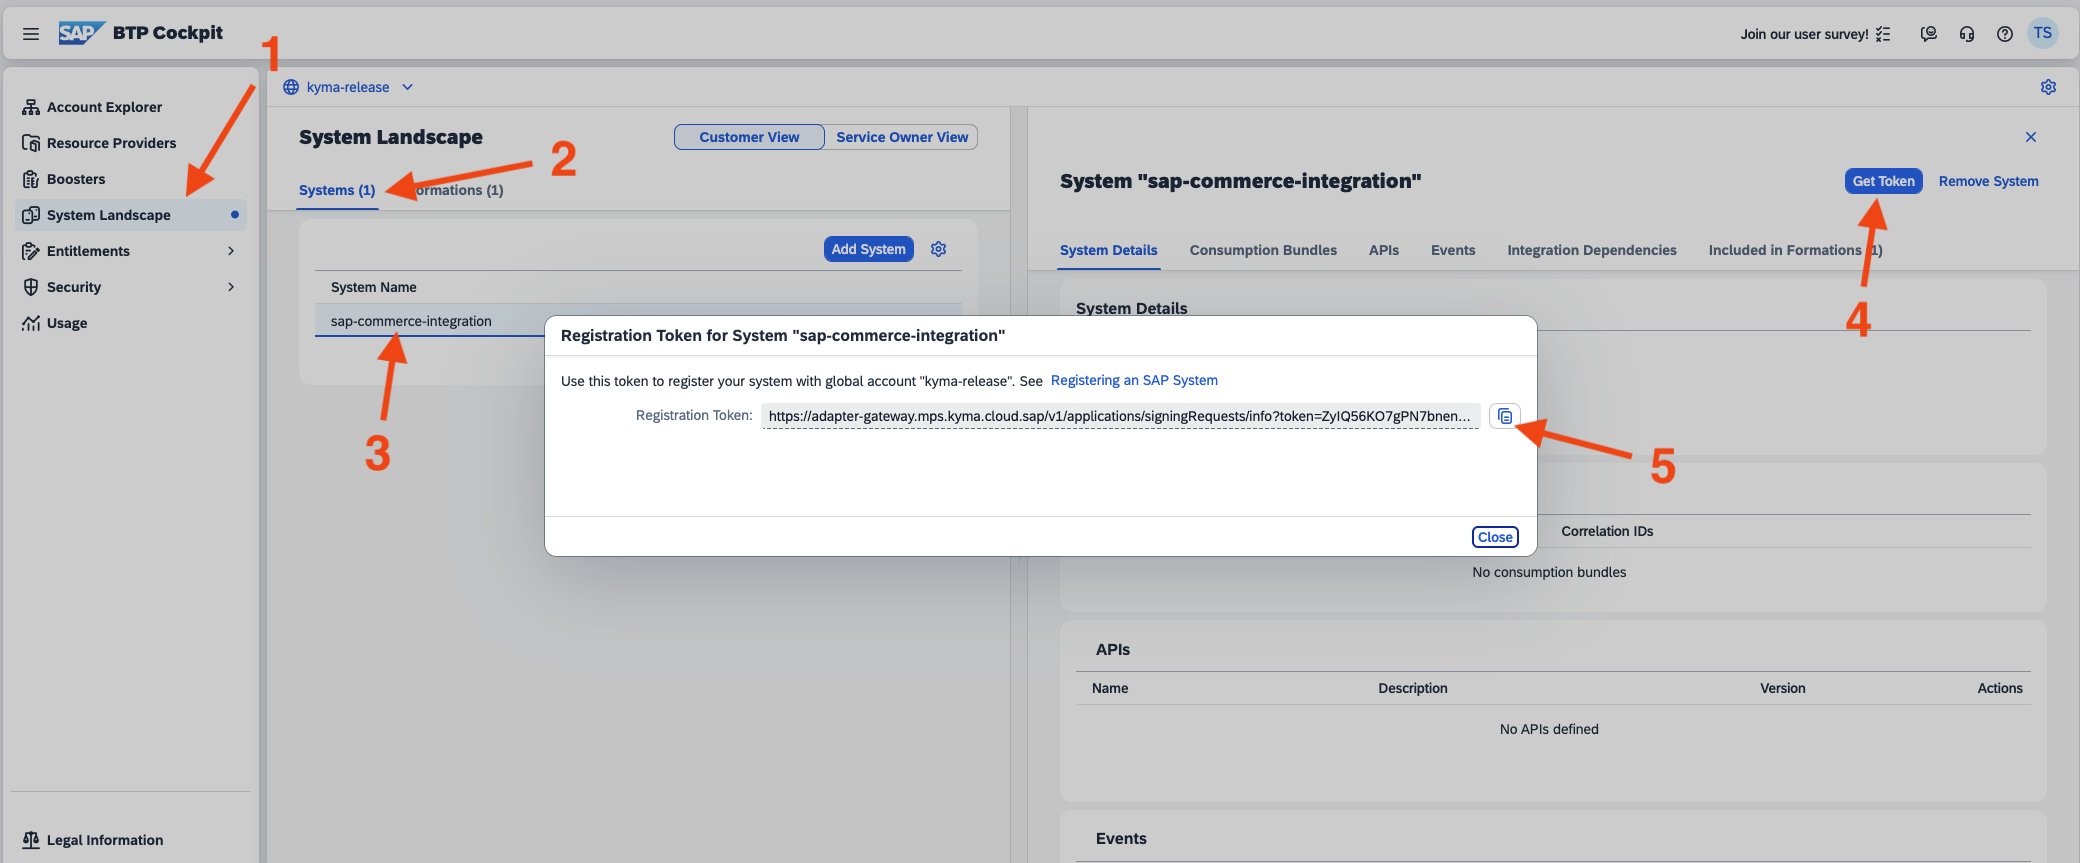 SAP BTP Cockpit
Join our user survey!
TS
1
Account Explorer
Resource Providers
Boosters
System Landscape
Entitlements
Security
Usage
Legal Information
kyma-release
System Landscape
Customer View
Service Owner View
2
Systems (1)
ormations (1)
Add System
System Name
sap-commerce-integration
3
System "sap-commerce-integration"
Get Token
Remove System
System Details
Consumption Bundles
APIs
Events
Integration Dependencies
Included in Formations 1)
4
System Details
Registration Token for System "sap-commerce-integration"
Use this token to register your system with global account "kyma-release". See Registering an SAP System
Registration Token: https://adapter-gateway.mps.kyma.cloud.sap/v1/applications/signingRequests/info?token=ZyIQ56KO7gPN7bnen...
5
Close
Correlation IDs
No consumption bundles
APIs
Name
Description
Version
Actions
No APIs defined
Events